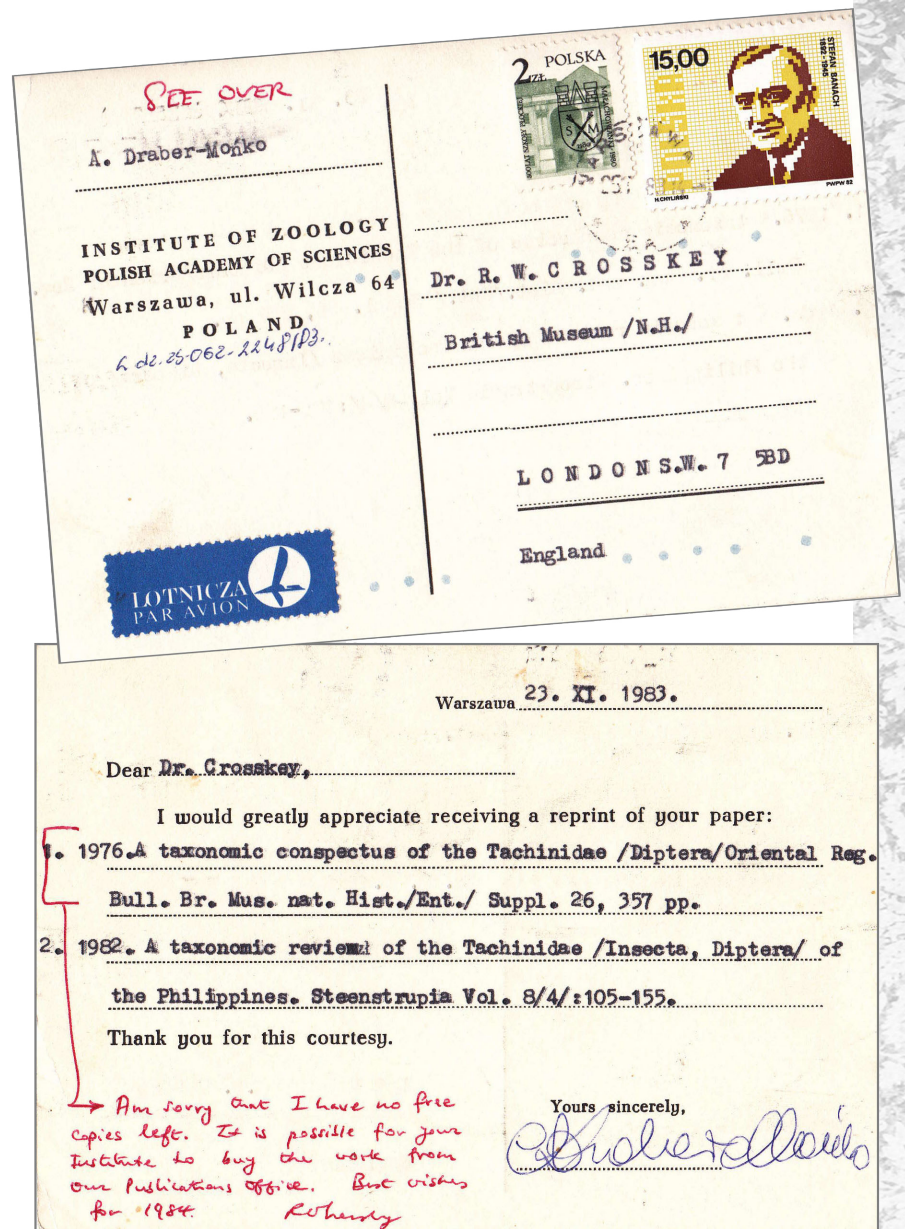 SEE OVER
A. Draber-Mońko
INSTITUTE OF ZOOLOGY
POLISH ACADEMY OF SCIENCES
Warszawa, ul. Wilcza 64
POLAND
LOTNICZA
PAR AVION
2 ZŁ POLSKA
15,00
STEFAN BANACH
1892-1945
POLSKA
H.CHYLIŃSKI
PWPW 82
Dr. R. W. C R O S S K E Y
British Museum /N.H./
L O N D O N S.W. 7 5BD
England
Warszawa 23. XI. 1983.
Dear Dr. Crosskey,
I would greatly appreciate receiving a reprint of your paper:
1. 1976. A taxonomic conspectus of the Tachinidae /Diptera/Oriental Reg.
Bull. Br. Mus. nat. Hist./Ent./ Suppl. 26, 357 pp.
2. 1982. A taxonomic review of the Tachinidae /Insecta, Diptera/ of
the Philippines. Steenstrupia Vol. 8/4/:105-155.
Thank you for this courtesy.
Am sorry that I have no free
copies left. It is possible for your
Institute to buy the work from
our Publications Office. Best wishes
for 1984.
Yours sincerely,